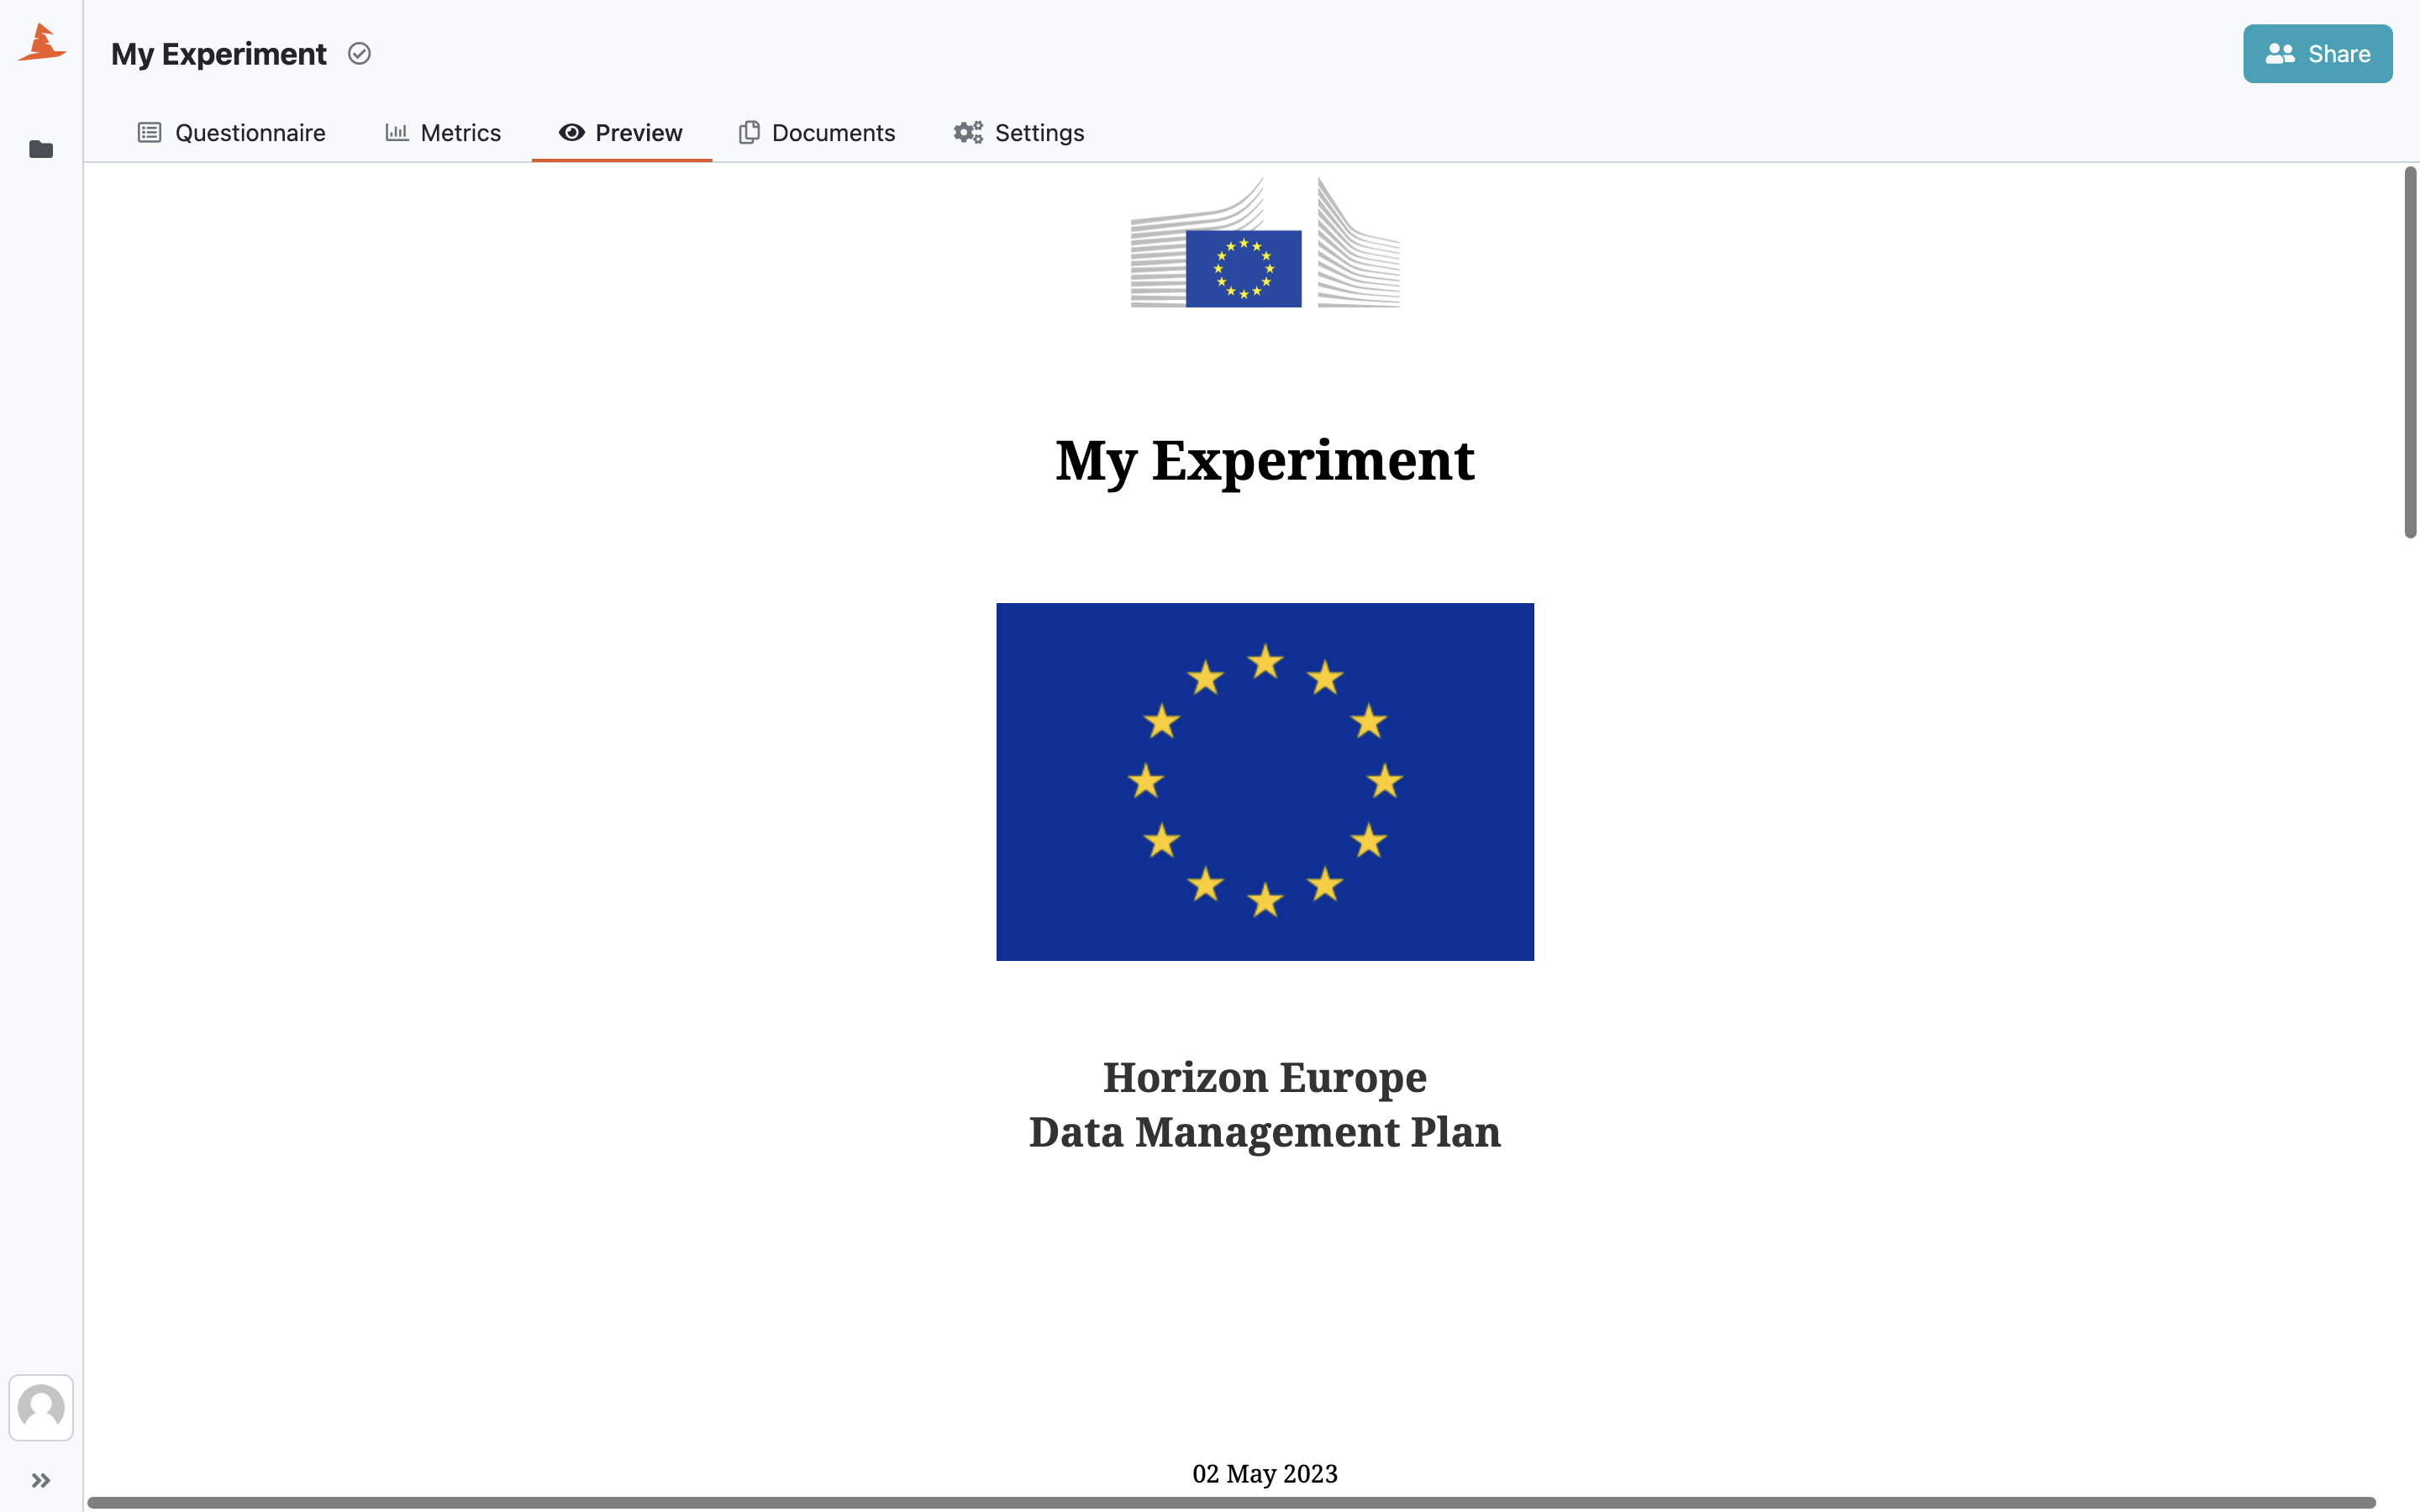 My Experiment
Share
Questionnaire
Metrics
Preview
Documents
Settings
My Experiment
Horizon Europe
Data Management Plan
02 May 2023